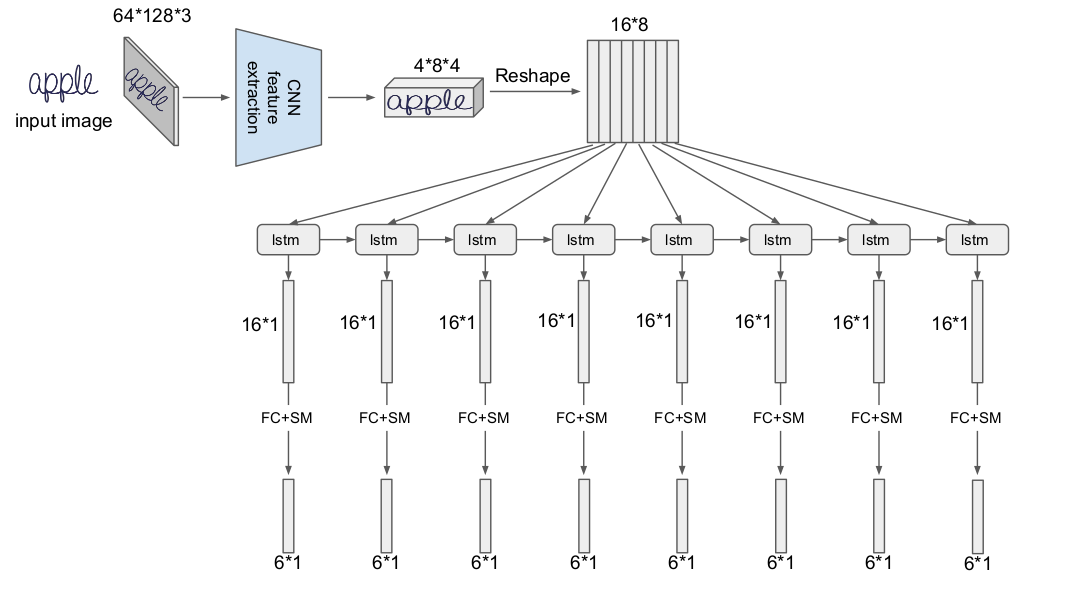 64*128*3
16*8
4*8*4
Reshape
apple
apple
CNN
feature
extraction
apple
input image
lstm lstm lstm lstm lstm lstm lstm lstm
16*1 16*1 16*1 16*1 16*1 16*1 16*1 16*1
FC+SM FC+SM FC+SM FC+SM FC+SM FC+SM FC+SM FC+SM
6*1 6*1 6*1 6*1 6*1 6*1 6*1 6*1